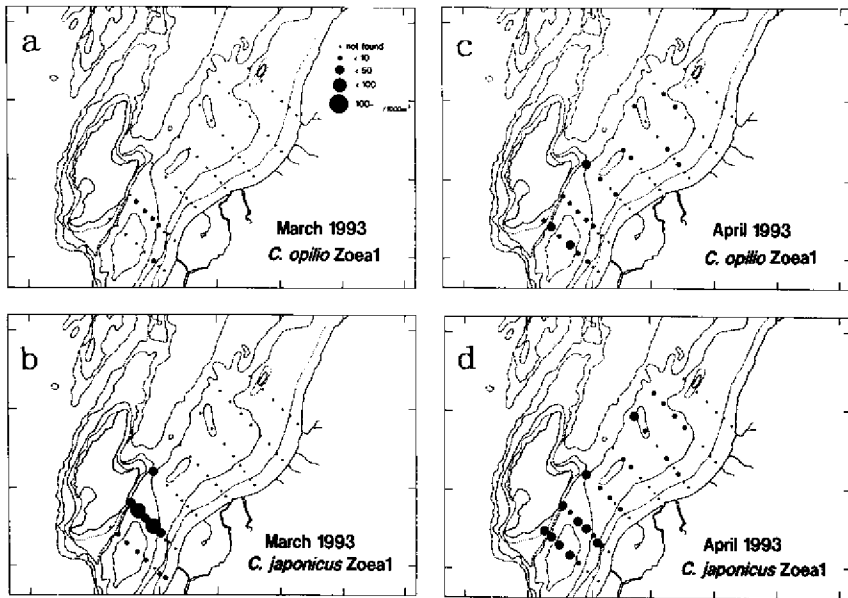 a
not found
< 10
< 50
< 100
100-
March 1993
C. opilio Zoea1
c
April 1993
C. opilio Zoea1
b
March 1993
C. japonicus Zoea1
d
April 1993
C. japonicus Zoea1